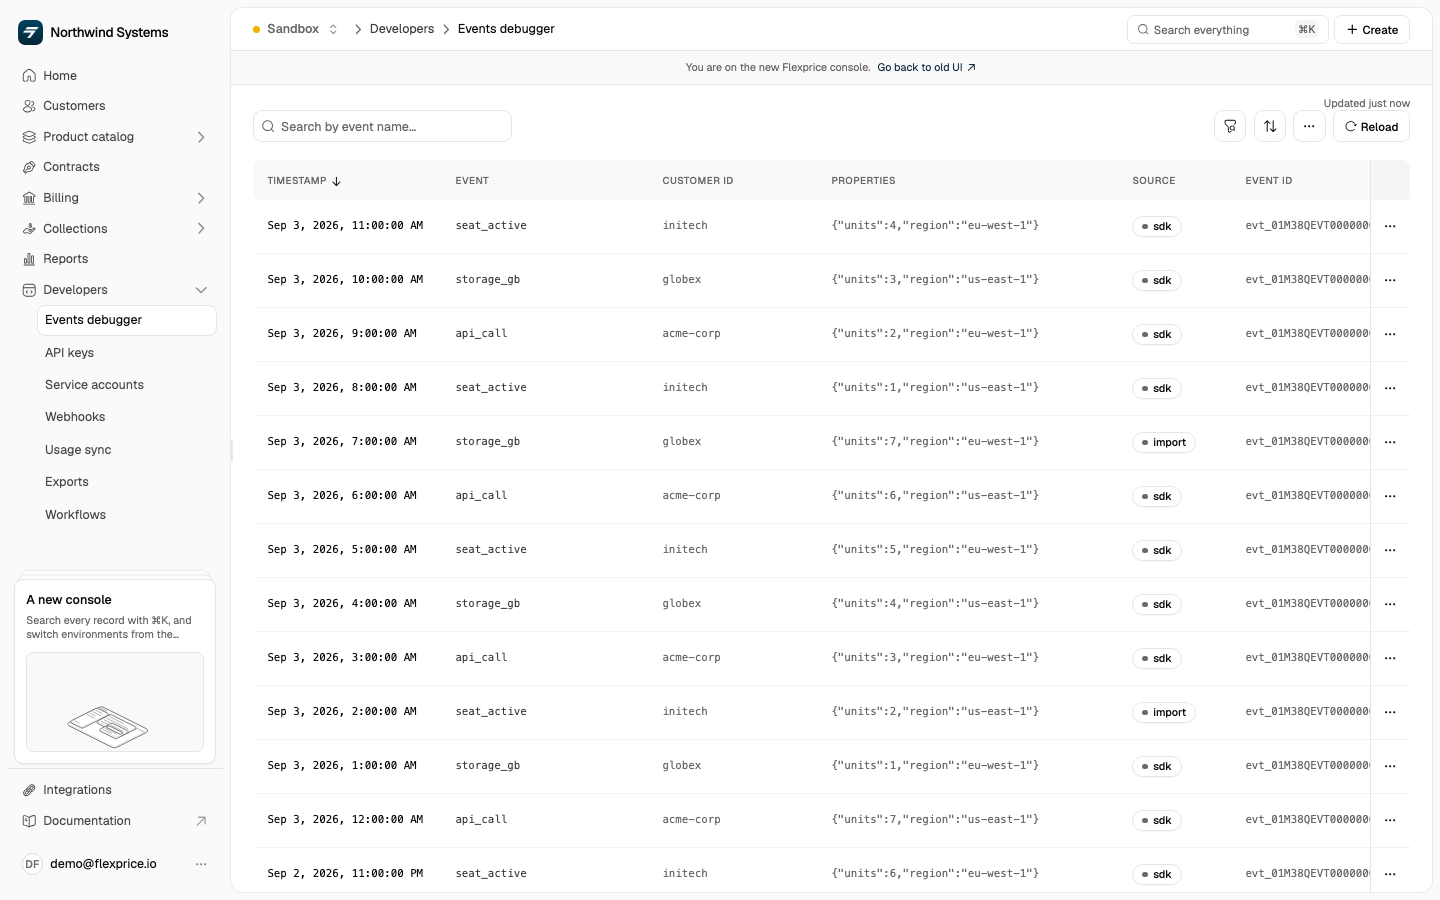 Northwind Systems
Home
Customers
Product catalog
Contracts
Billing
Collections
Reports
Developers
Events debugger
API keys
Service accounts
Webhooks
Usage sync
Exports
Workflows
A new console
Search every record with ⌘K, and
switch environments from the…
Integrations
Documentation
DF demo@flexprice.io
Sandbox Developers Events debugger
Search everything ⌘K
Create
You are on the new Flexprice console. Go back to old UI
Updated just now
Search by event name…
Reload
TIMESTAMP EVENT CUSTOMER ID PROPERTIES SOURCE EVENT ID
Sep 3, 2026, 11:00:00 AM seat_active initech {"units":4,"region":"eu-west-1"} sdk evt_01M38QEVT000000
Sep 3, 2026, 10:00:00 AM storage_gb globex {"units":3,"region":"us-east-1"} sdk evt_01M38QEVT000000
Sep 3, 2026, 9:00:00 AM api_call acme-corp {"units":2,"region":"eu-west-1"} sdk evt_01M38QEVT000000
Sep 3, 2026, 8:00:00 AM seat_active initech {"units":1,"region":"us-east-1"} sdk evt_01M38QEVT000000
Sep 3, 2026, 7:00:00 AM storage_gb globex {"units":7,"region":"eu-west-1"} import evt_01M38QEVT000000
Sep 3, 2026, 6:00:00 AM api_call acme-corp {"units":6,"region":"us-east-1"} sdk evt_01M38QEVT000000
Sep 3, 2026, 5:00:00 AM seat_active initech {"units":5,"region":"eu-west-1"} sdk evt_01M38QEVT000000
Sep 3, 2026, 4:00:00 AM storage_gb globex {"units":4,"region":"us-east-1"} sdk evt_01M38QEVT000000
Sep 3, 2026, 3:00:00 AM api_call acme-corp {"units":3,"region":"eu-west-1"} sdk evt_01M38QEVT000000
Sep 3, 2026, 2:00:00 AM seat_active initech {"units":2,"region":"us-east-1"} import evt_01M38QEVT000000
Sep 3, 2026, 1:00:00 AM storage_gb globex {"units":1,"region":"eu-west-1"} sdk evt_01M38QEVT000000
Sep 3, 2026, 12:00:00 AM api_call acme-corp {"units":7,"region":"us-east-1"} sdk evt_01M38QEVT000000
Sep 2, 2026, 11:00:00 PM seat_active initech {"units":6,"region":"eu-west-1"} sdk evt_01M38QEVT000000